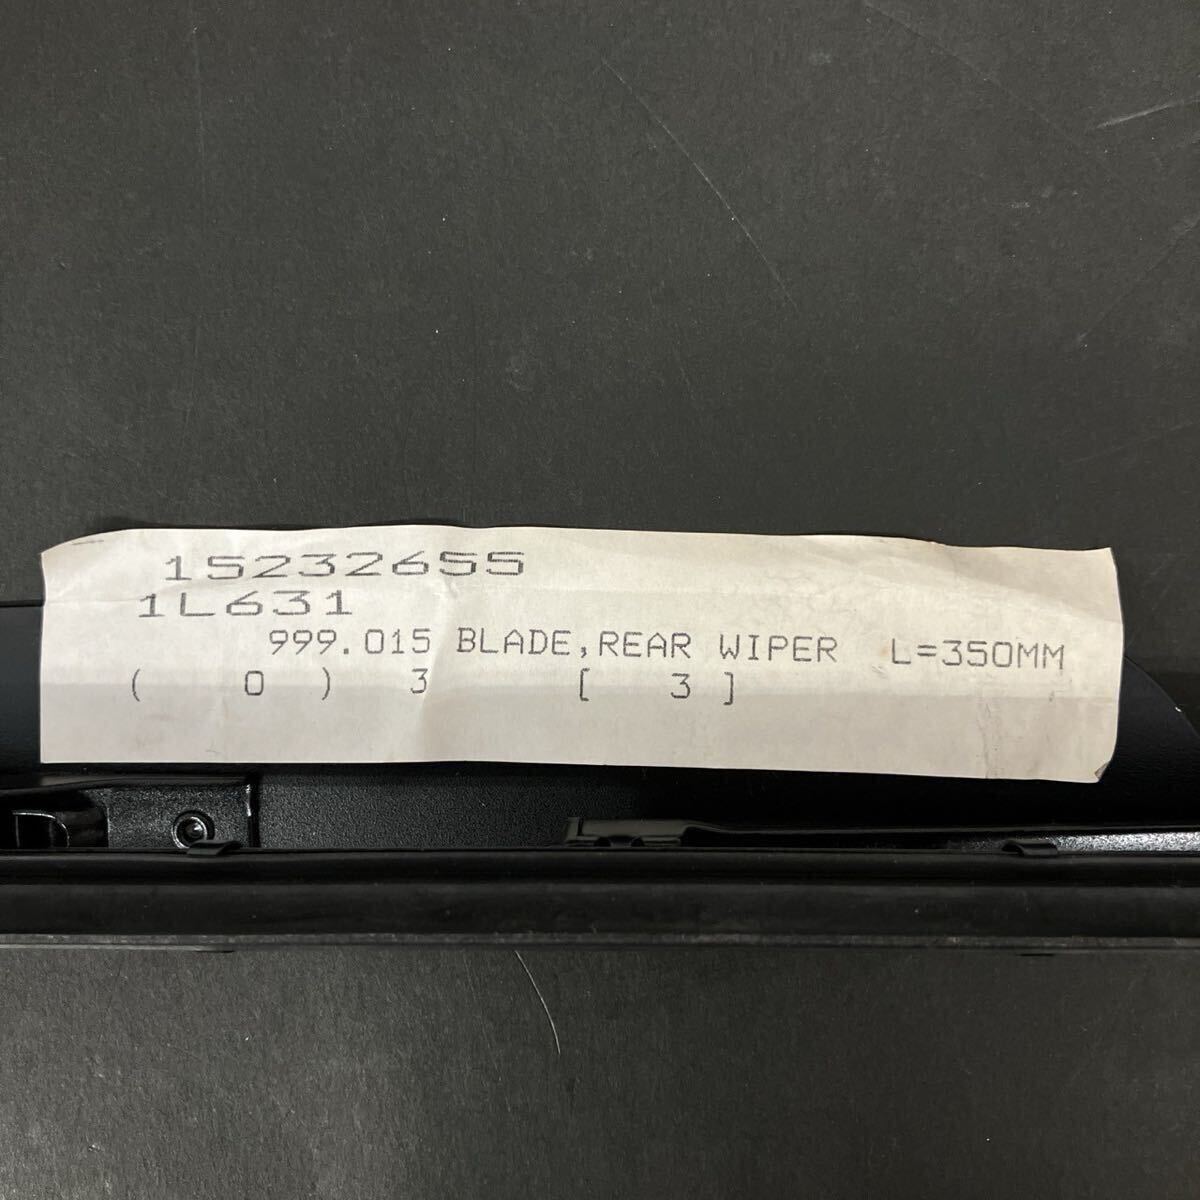 15232655
1L631
999.015 BLADE,REAR WIPER L=350MM
( 0 ) 3 [ 3 ]